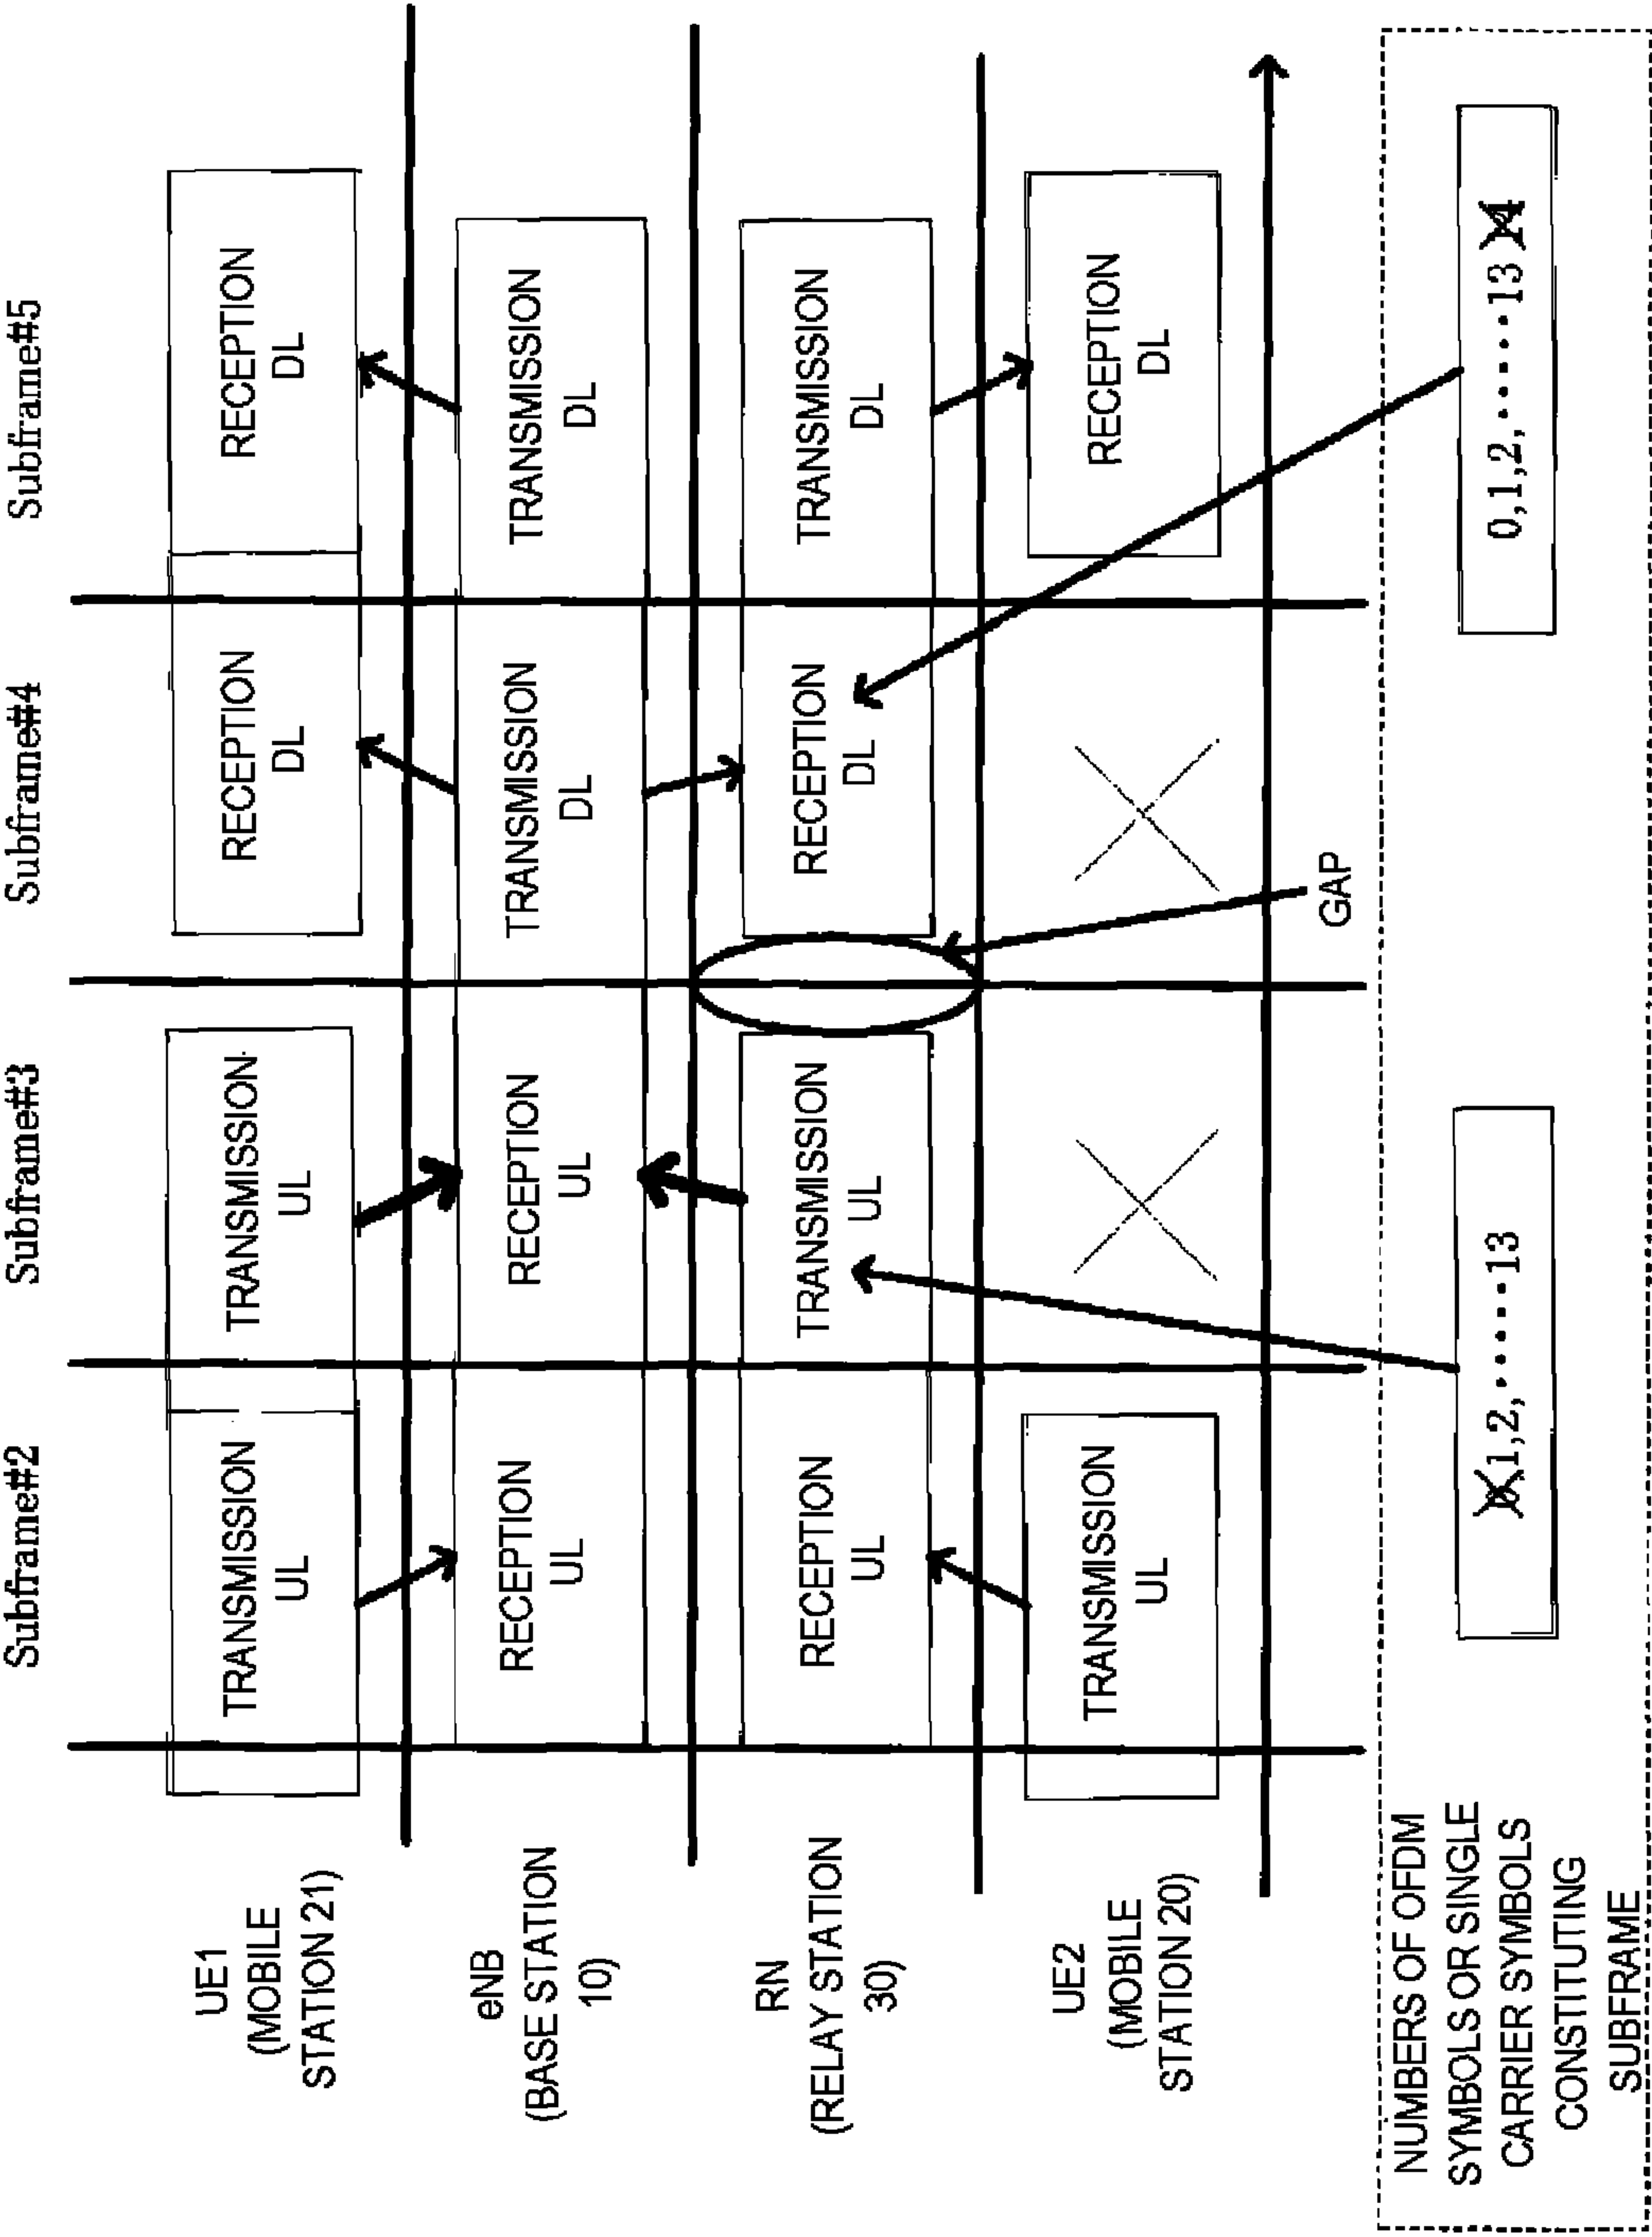 Subframe#2
Subframe#3
Subframe#4
Subframe#5
UE1
(MOBILE
STATION 21)
TRANSMISSION
UL
TRANSMISSION
UL
RECEPTION
DL
RECEPTION
DL
eNB
(BASE STATION
10)
RECEPTION
UL
RECEPTION
UL
TRANSMISSION
DL
TRANSMISSION
DL
RN
(RELAY STATION
30)
RECEPTION
UL
TRANSMISSION
UL
RECEPTION
DL
TRANSMISSION
DL
UE2
(MOBILE
STATION 20)
TRANSMISSION
UL
RECEPTION
DL
GAP
NUMBERS OF OFDM
SYMBOLS OR SINGLE
CARRIER SYMBOLS
CONSTITUTING
SUBFRAME
1,2,······13
0,1,2,······13 14